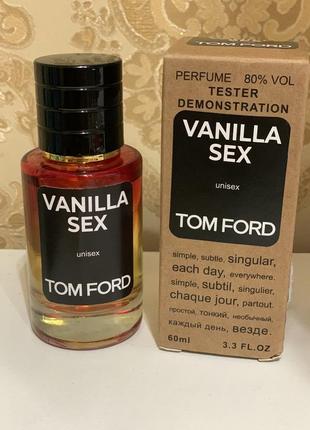 VANILLA
SEX
unisex
TOM FORD
PERFUME 80% VOL
TESTER
DEMONSTRATION
VANILLA
SEX
unisex
TOM FORD
simple, subtle, singular,
each day, everywhere.
simple, subtil, singulier,
chaque jour, partout.
простой, тонкий, необычный,
каждый день, везде.
60ml
3.3 FL.OZ